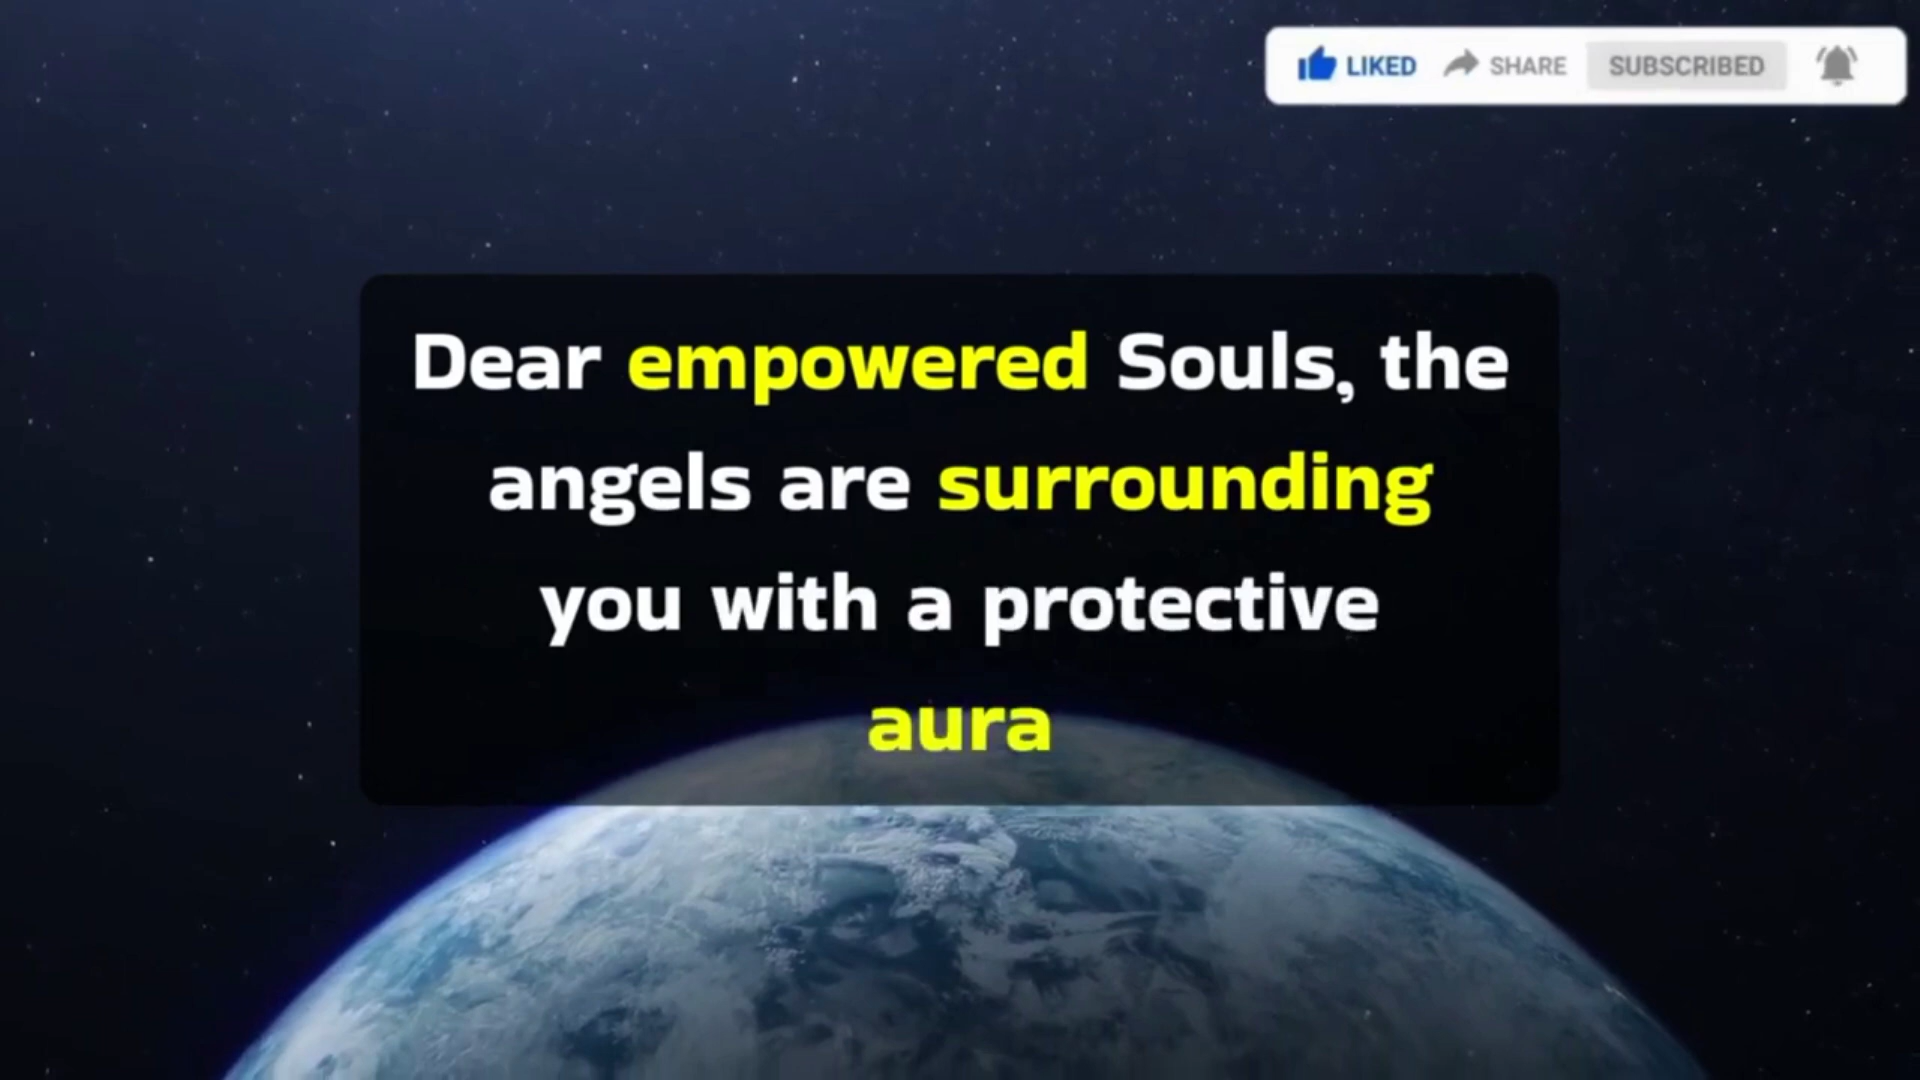 LIKED SHARE SUBSCRIBED
Dear empowered Souls, the
angels are surrounding
you with a protective
aura